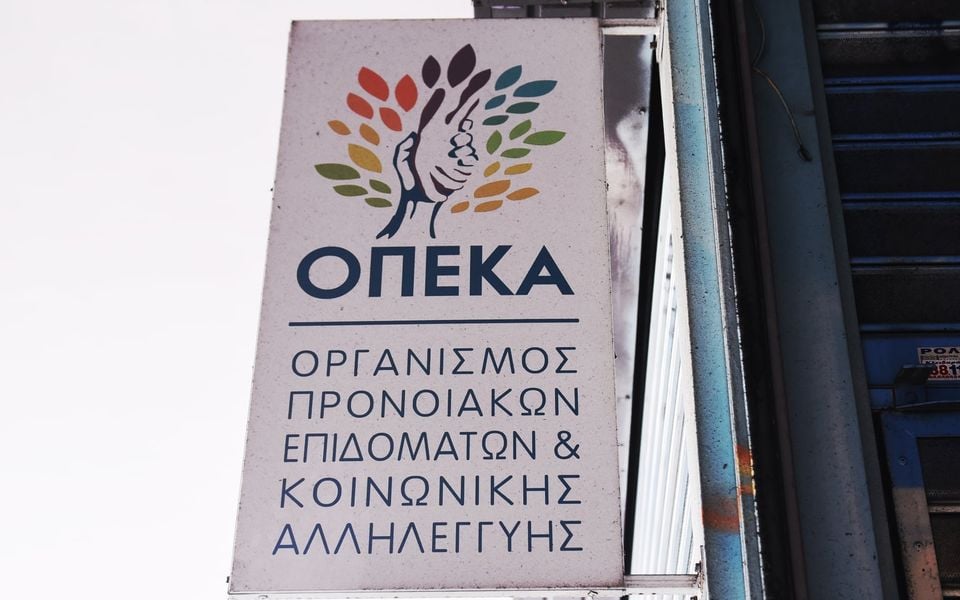 ΟΠΕΚΑ
ΟΡΓΑΝΙΣΜΟΣ
ΠΡΟΝΟΙΑΚΩΝ
ΕΠΙΔΟΜΑΤΩΝ &
ΚΟΙΝΩΝΙΚΗΣ
ΑΛΛΗΛΕΓΓΥΗΣ